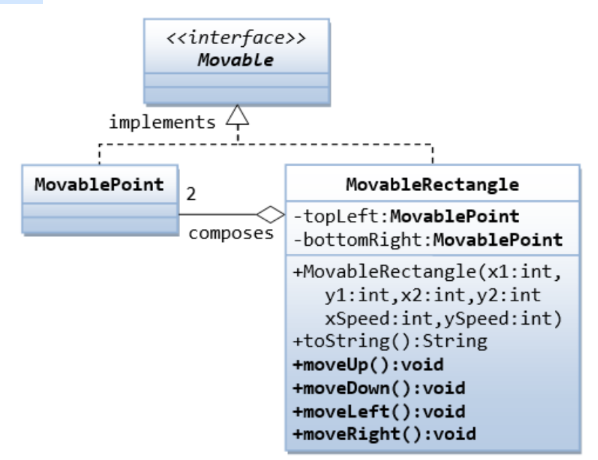 <<interface>>
Movable
implements
MovablePoint
2
composes
MovableRectangle
-topLeft:MovablePoint
-bottomRight:MovablePoint
+MovableRectangle(x1:int,
y1:int,x2:int,y2:int
xSpeed:int,ySpeed:int)
+toString():String
+moveUp():void
+moveDown():void
+moveLeft():void
+moveRight():void